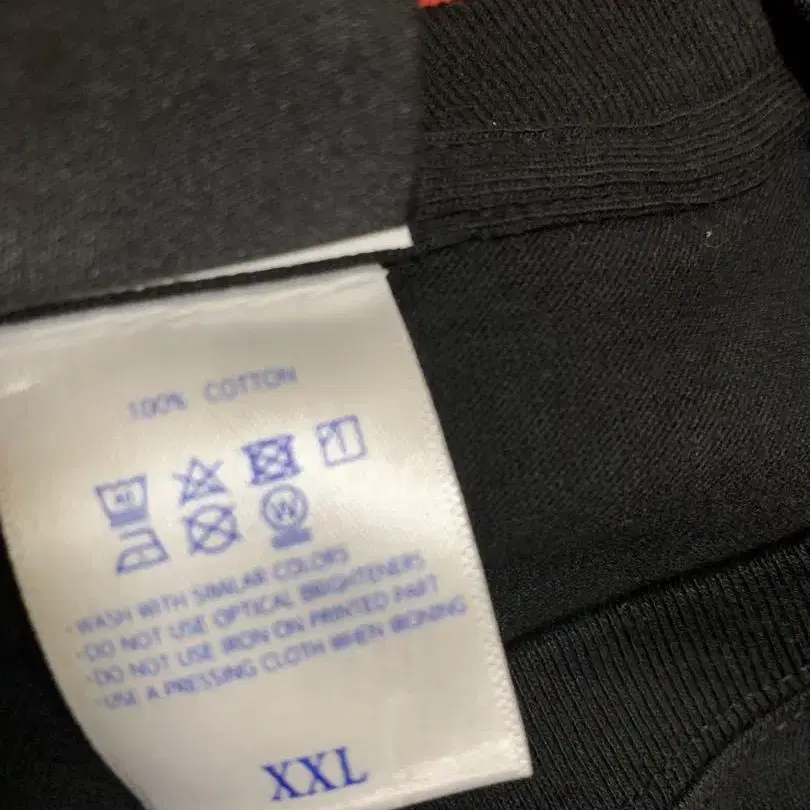 100% COTTON
W
- WASH WITH SIMILAR COLORS
- DO NOT USE OPTICAL BRIGHTENERS
- DO NOT USE IRON ON PRINTED PART
- USE A PRESSING CLOTH WHEN IRONING
XXL